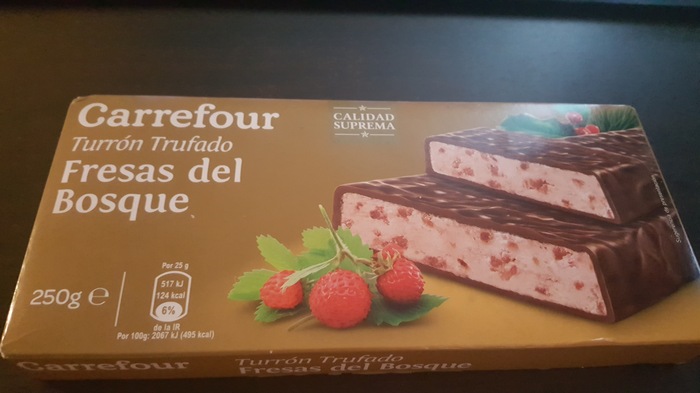 Carrefour
Turrón Trufado
Fresas del
Bosque
CALIDAD
SUPREMA
250g e
Por 25 g
517 kJ
124 kcal
6%
de la IR
Por 100g: 2067 kJ (495 kcal)
Carrefour
Turrón Trufado
Fresas del Bosque